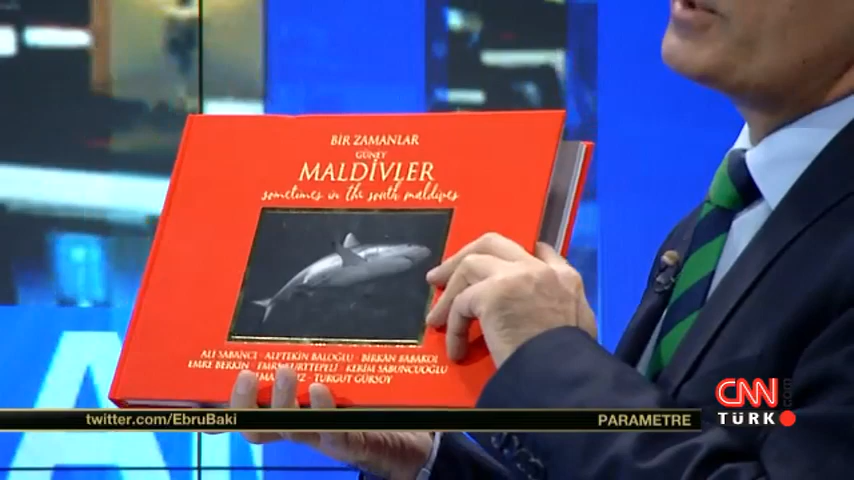 BİR ZAMANLAR
GÜNEY
MALDİVLER
sometimes in the south maldives
ALİ SABANCI · ALPTEKİN BALOĞLU · BİRKAN BABAKOL
EMRE BERKİN · KERİM SABUNCUOĞLU
TURGUT GÜRSOY
twitter.com/EbruBaki
PARAMETRE
CNN.com
TÜRK